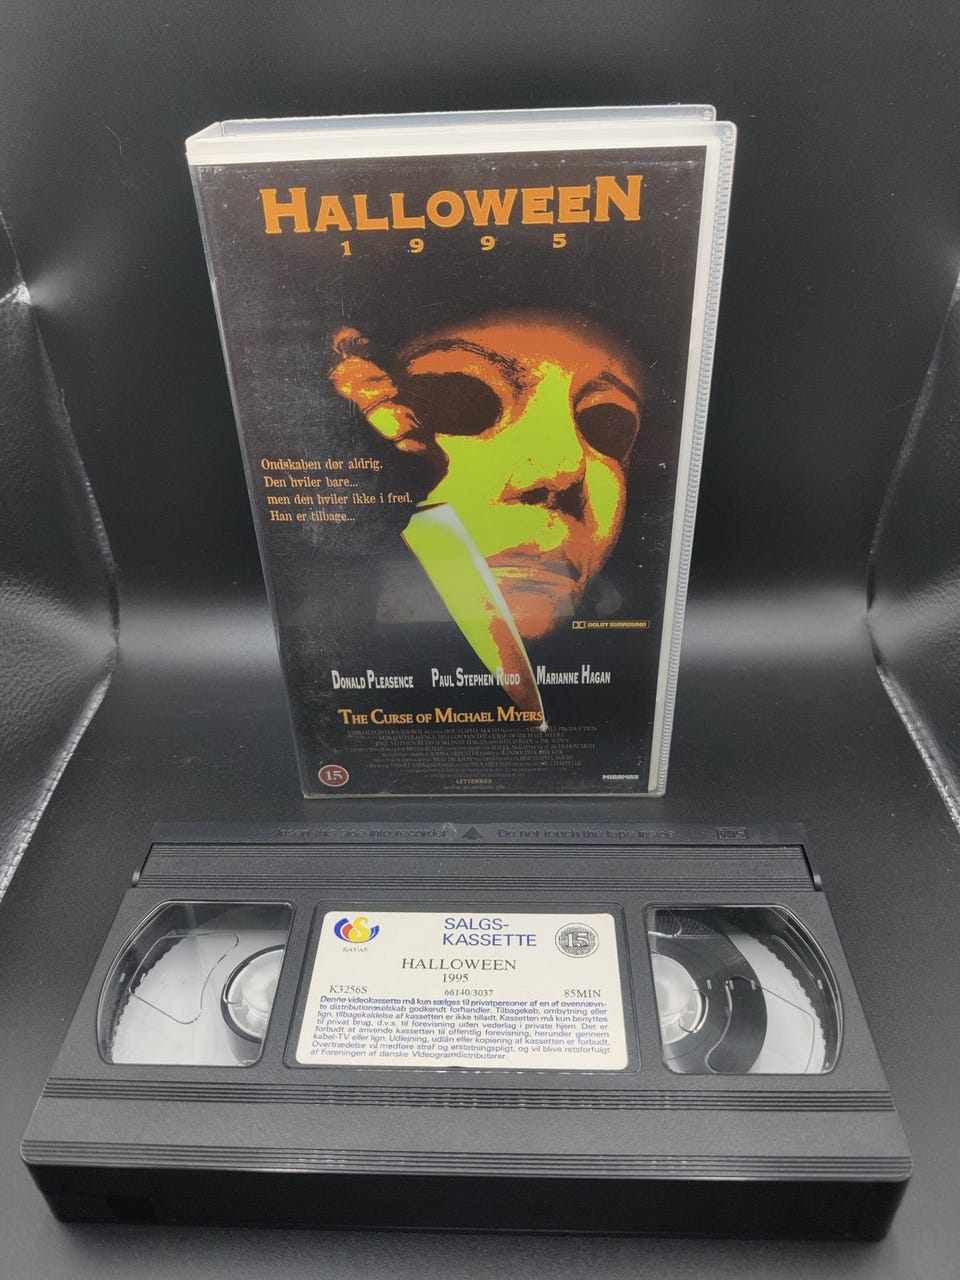 HALLOWEEN
1995
Ondskaben dør aldrig.
Den hviler bare...
men den hviler ikke i fred.
Han er tilbage...
DOLBY SURROUND
DONALD PLEASENCE PAUL STEPHEN RUDD MARIANNE HAGAN
THE CURSE OF MICHAEL MYERS
15
MIRAMAX
LETTERBOX
www.scanbox.dk
Insert this side into recorder Do not touch the tape inside VHS
KAVAN
SALGS-
KASSETTE
15
HALLOWEEN
1995
K3256S 66140/3037 85MIN
Denne videokassette må kun sælges til privatpersoner af en af ovennævn-
te distributionsselskab godkendt forhandler. Tilbagekøb, ombytning eller
lign. tilbagekaldelse af kassetten er ikke tilladt. Kassetten må kun benyttes
til privat brug, d.v.s. til forevisning uden vederlag i private hjem. Det er
forbudt at anvende kassetten til offentlig forevisning, herunder gennem
kabel-TV eller lign. Udlejning, udlån eller kopiering af kassetten er forbudt.
Overtrædelse vil medføre straf og erstatningspligt, og vil blive retsforfulgt
af Foreningen af danske Videogramdistributører.